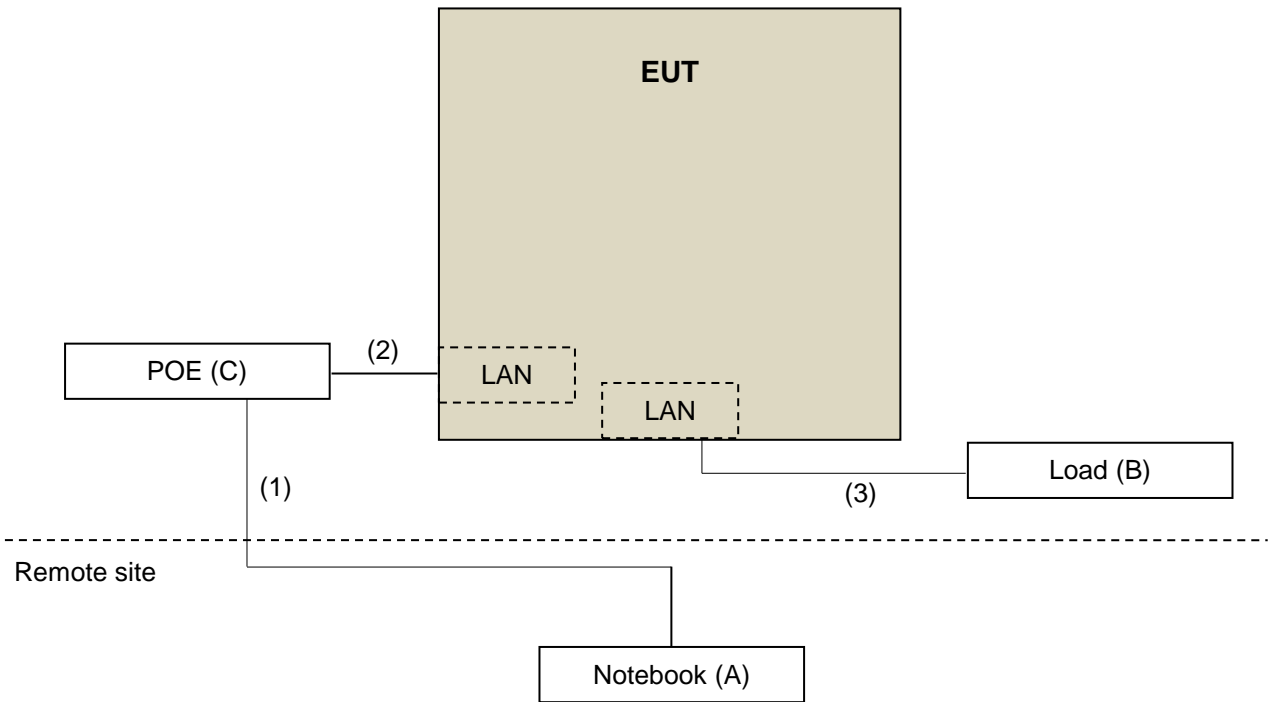 EUT
(2)
POE (C)
LAN
LAN
Load (B)
(1)
(3)
Remote site
Notebook (A)